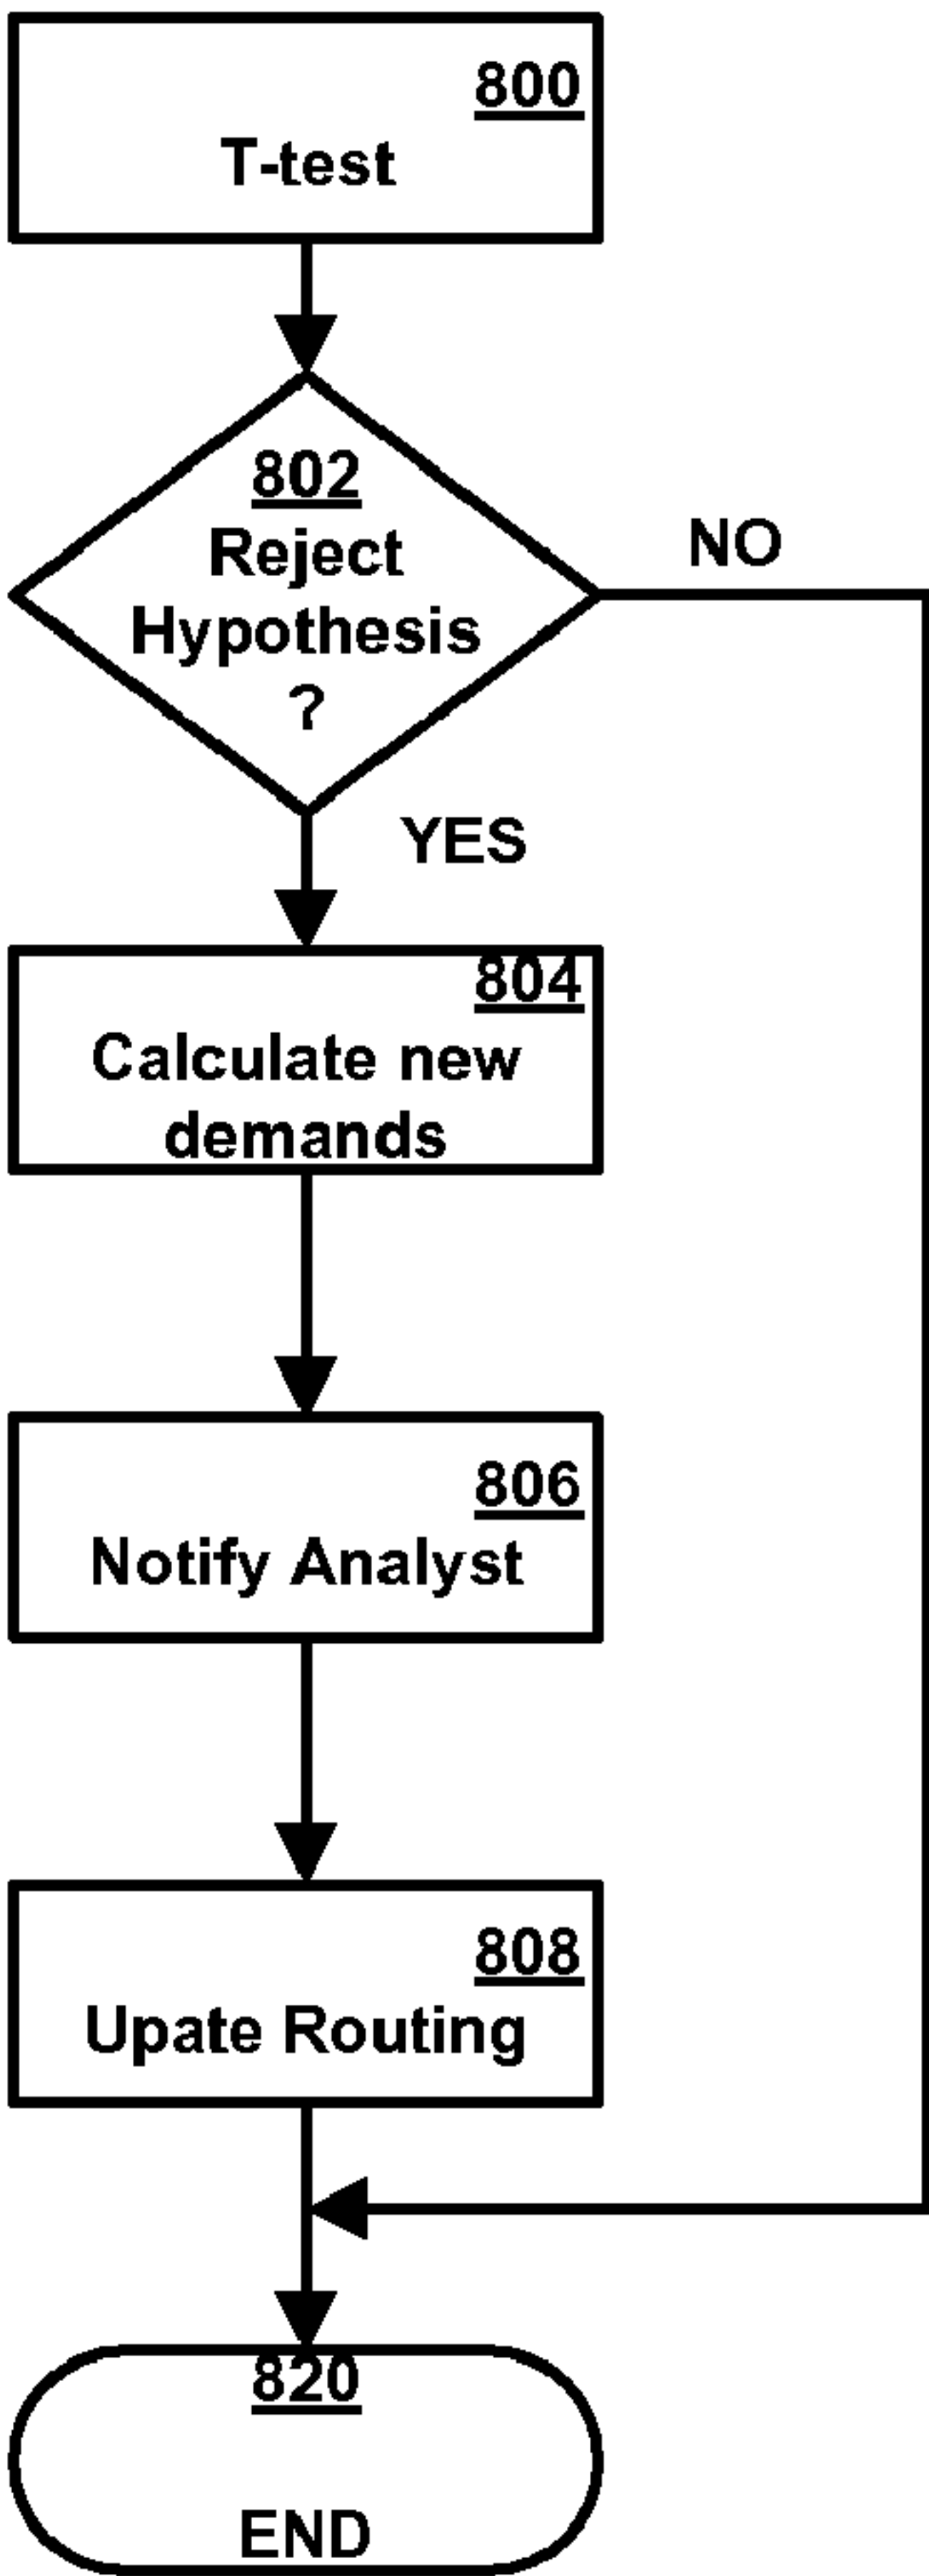 800
T-test
802
Reject
Hypothesis
?
NO
YES
804
Calculate new
demands
806
Notify Analyst
808
Upate Routing
820
END